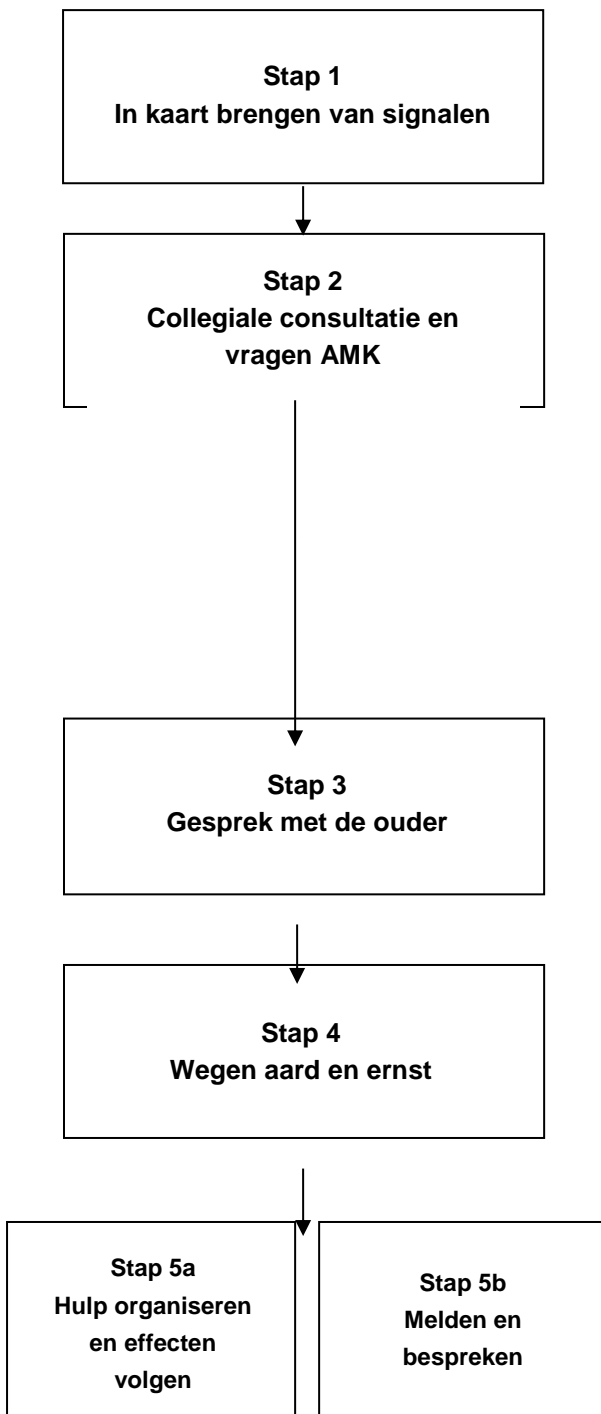 Stap 1
In kaart brengen van signalen
Stap 2
Collegiale consultatie en
vragen AMK
Stap 3
Gesprek met de ouder
Stap 4
Wegen aard en ernst
Stap 5a
Hulp organiseren
en effecten
volgen
Stap 5b
Melden en
bespreken